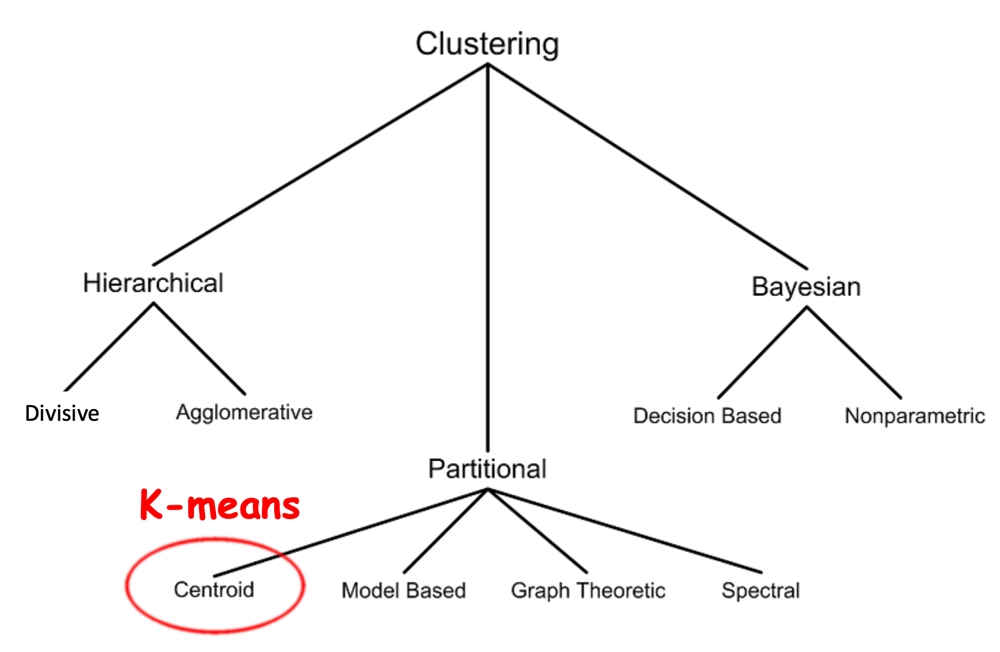 Clustering
Hierarchical
Bayesian
Divisive
Agglomerative
Decision Based
Nonparametric
Partitional
K-means
Centroid
Model Based
Graph Theoretic
Spectral